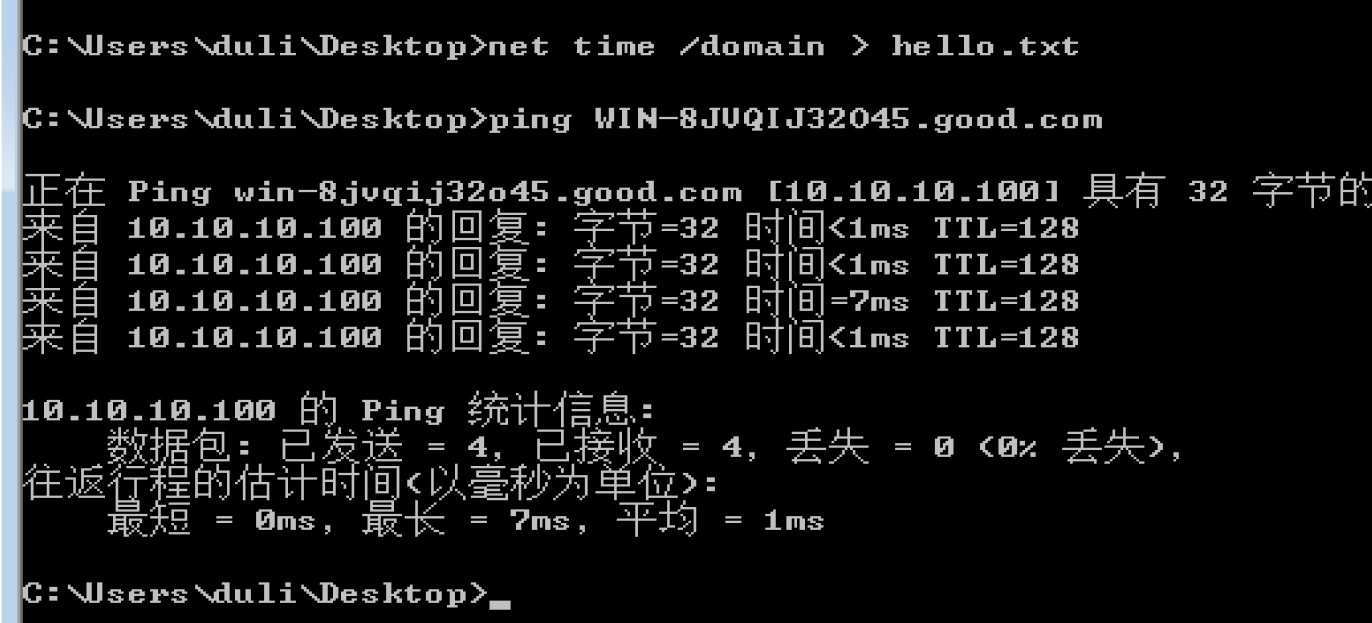 C:\Users\duli\Desktop>net time /domain > hello.txt
C:\Users\duli\Desktop>ping WIN-8JVQIJ32O45.good.com
正在 Ping win-8jvqij32o45.good.com [10.10.10.100] 具有 32 字节的
来自 10.10.10.100 的回复: 字节=32 时间<1ms TTL=128
来自 10.10.10.100 的回复: 字节=32 时间<1ms TTL=128
来自 10.10.10.100 的回复: 字节=32 时间=7ms TTL=128
来自 10.10.10.100 的回复: 字节=32 时间<1ms TTL=128
10.10.10.100 的 Ping 统计信息:
数据包: 已发送 = 4, 已接收 = 4, 丢失 = 0 (0% 丢失),
往返行程的估计时间(以毫秒为单位):
最短 = 0ms, 最长 = 7ms, 平均 = 1ms
C:\Users\duli\Desktop>_